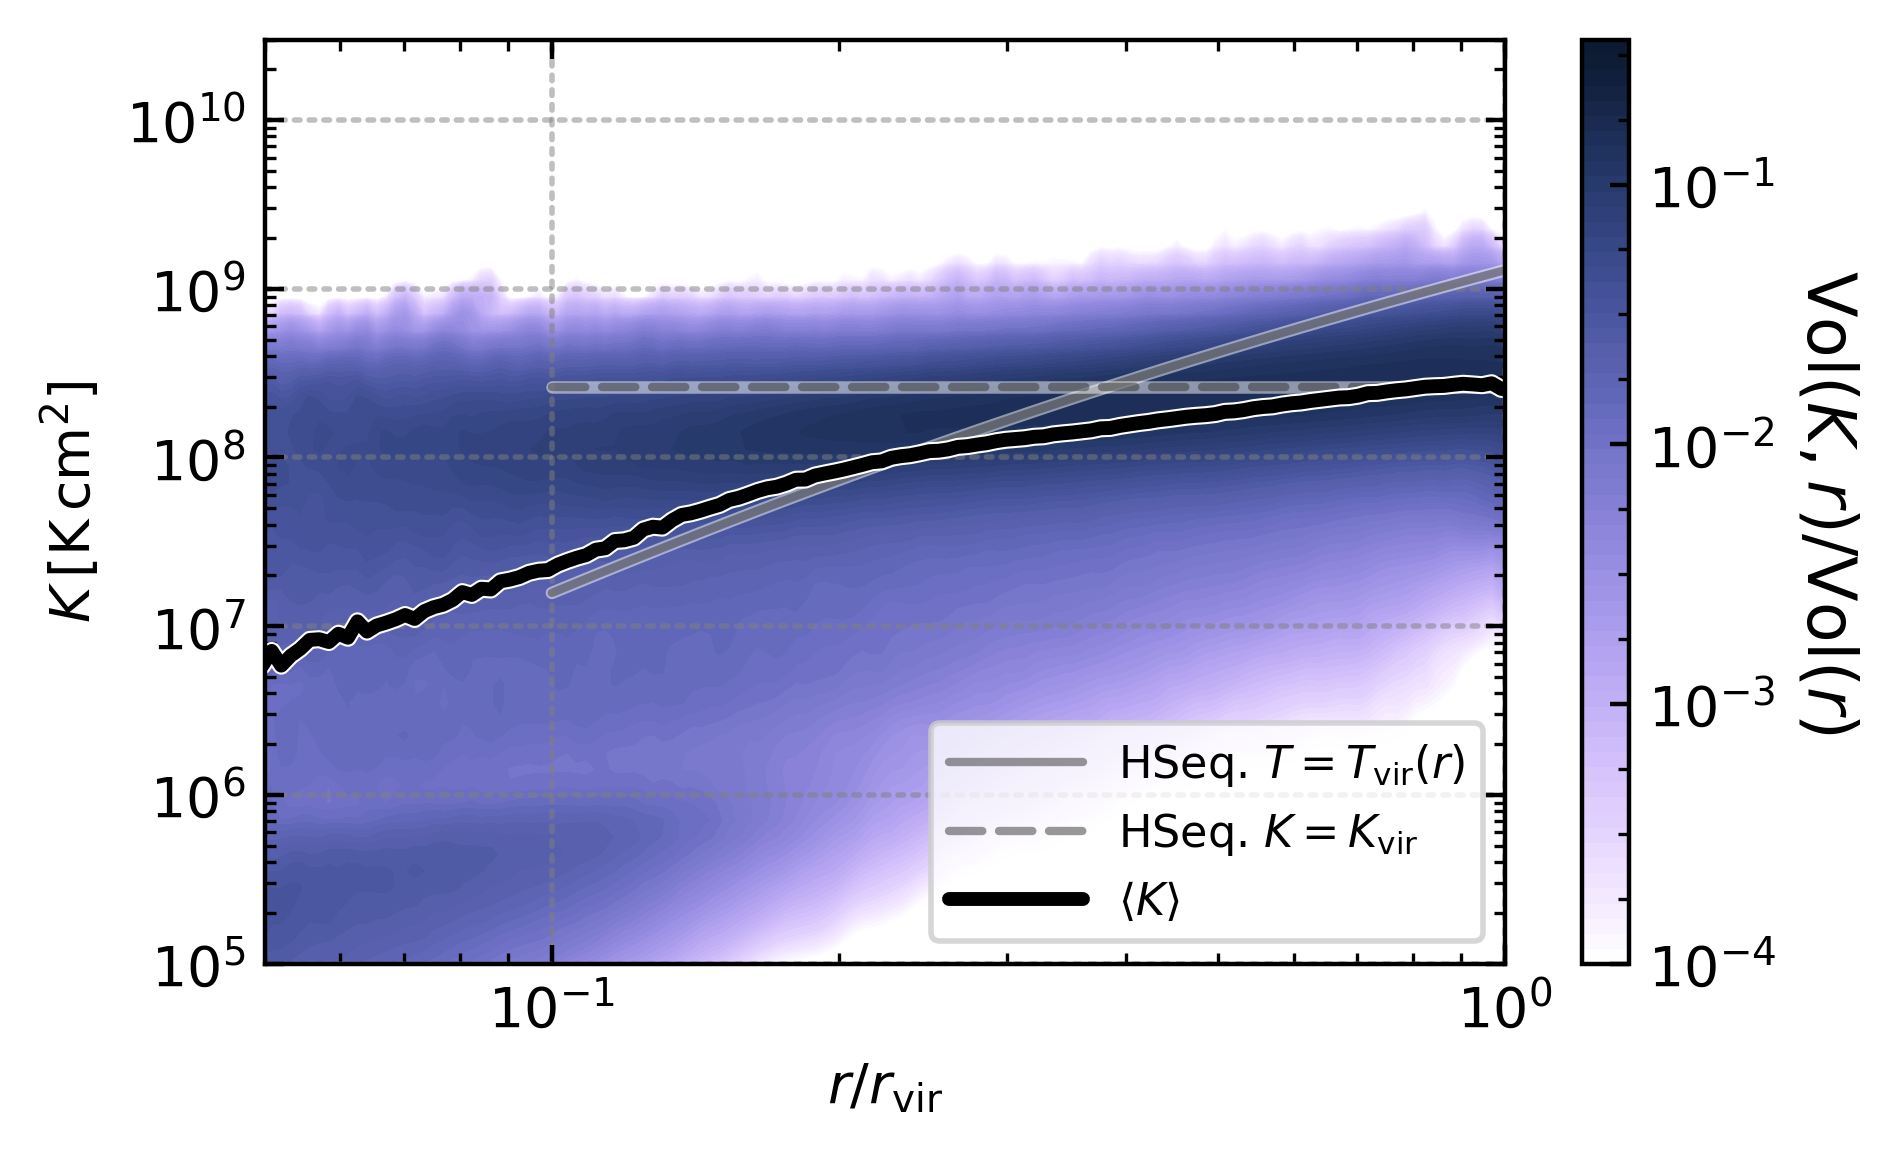 10^10
10^9
10^8
10^7
10^6
10^5
K [K cm^2]
10^-1
10^0
r/r_vir
HSeq. T = T_vir(r)
HSeq. K = K_vir
⟨K⟩
10^-1
10^-2
10^-3
10^-4
Vol(K, r)/Vol(r)